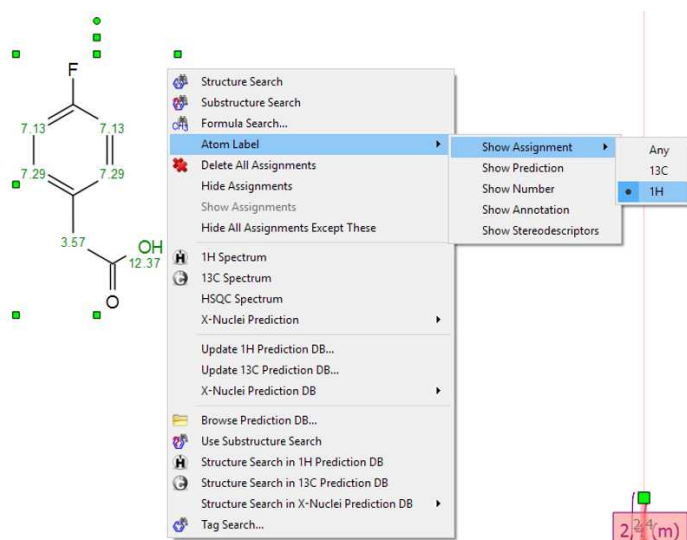 F
7.13 7.13
7.29 7.29
3.57
OH
12.37
O
Structure Search
Substructure Search
Formula Search...
Atom Label
Delete All Assignments
Hide Assignments
Show Assignments
Hide All Assignments Except These
1H Spectrum
13C Spectrum
HSQC Spectrum
X-Nuclei Prediction
Update 1H Prediction DB...
Update 13C Prediction DB...
X-Nuclei Prediction DB
Browse Prediction DB...
Use Substructure Search
Structure Search in 1H Prediction DB
Structure Search in 13C Prediction DB
Structure Search in X-Nuclei Prediction DB
Tag Search...
Show Assignment
Show Prediction
Show Number
Show Annotation
Show Stereodescriptors
Any
13C
1H
(m)